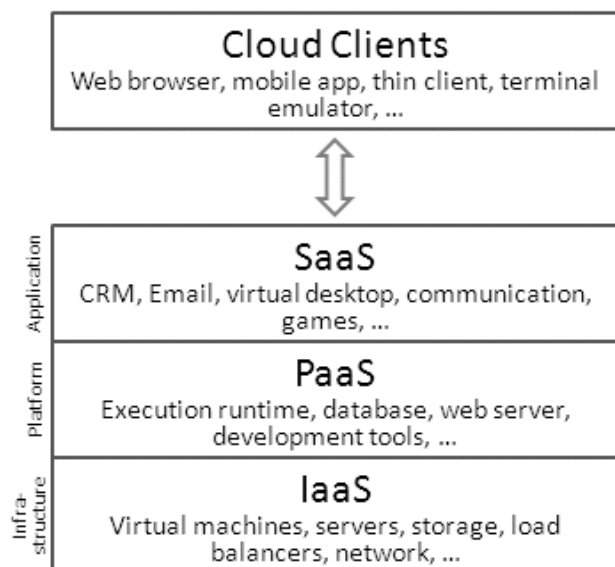 Cloud Clients
Web browser, mobile app, thin client, terminal
emulator, ...
Application
SaaS
CRM, Email, virtual desktop, communication,
games, ...
Platform
PaaS
Execution runtime, database, web server,
development tools, ...
Infra-
structure
IaaS
Virtual machines, servers, storage, load
balancers, network, ...